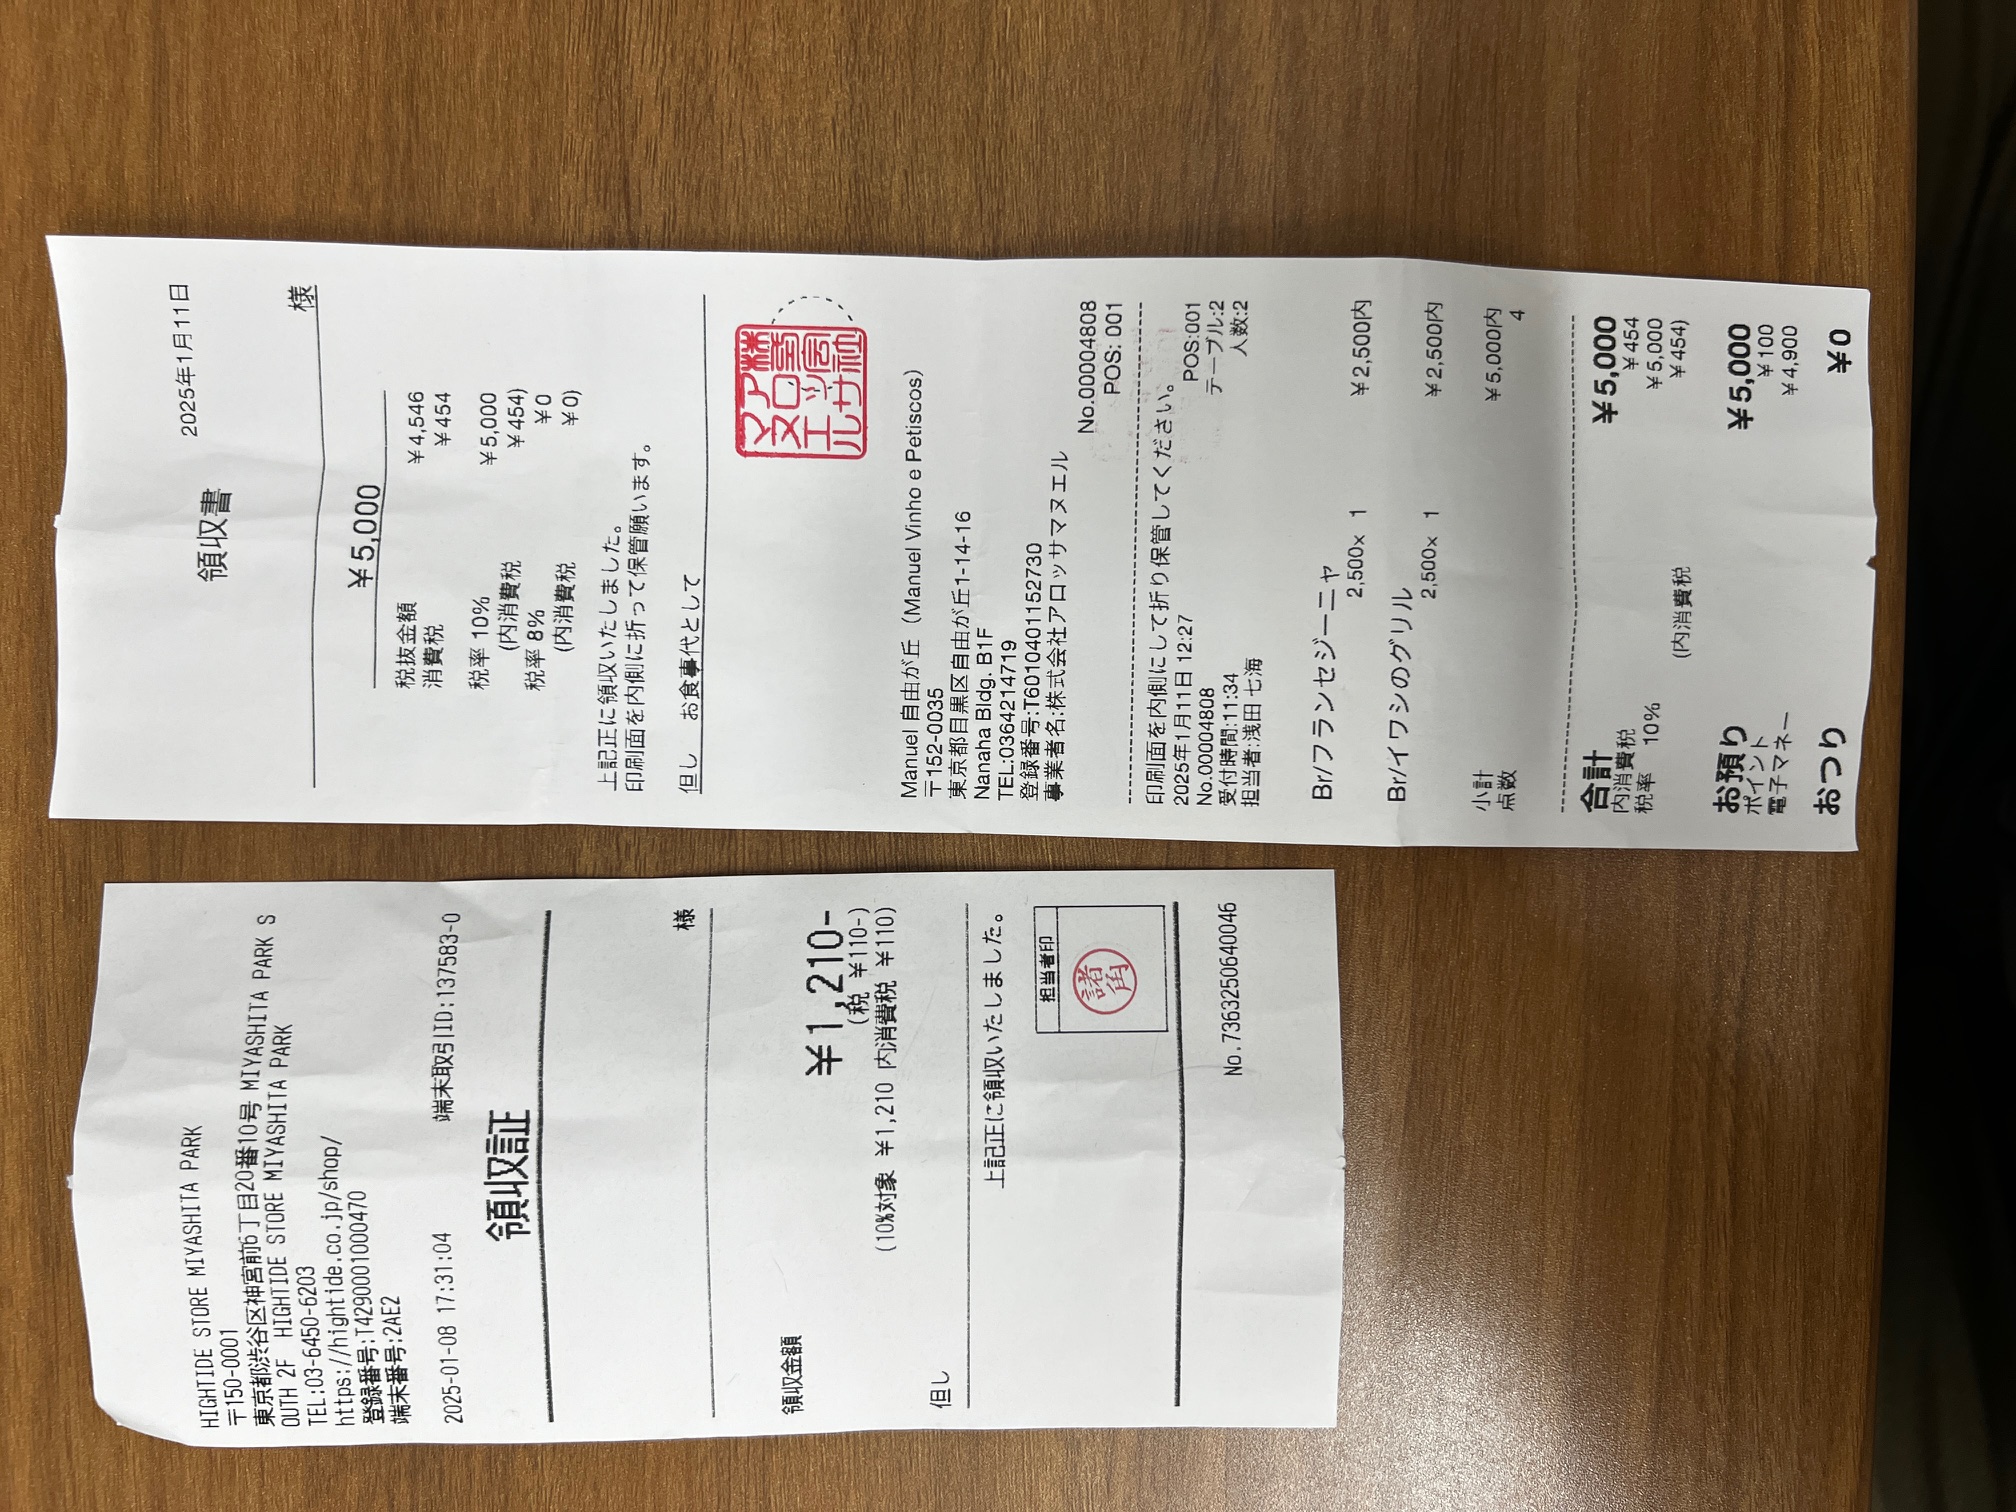 HIGHTIDE STORE MIYASHITA PARK
〒150-0001
東京都渋谷区神宮前6丁目20番10号 MIYASHITA PARK S
OUTH 2F HIGHTIDE STORE MIYASHITA PARK
TEL:03-6450-6203
https://hightide.co.jp/shop/
登録番号:T4290001000470
端末番号:2AE2
2025-01-08 17:31:04 端末取引ID:137583-0
領収証
様
領収金額
¥1,210-
(税 ¥110-)
(10%対象 ¥1,210 内消費税 ¥110)
但し
上記正に領収いたしました。
担当者印
諸角
No.7363250640046
2025年1月11日
領収書
様
¥5,000
税抜金額 ¥4,546
消費税 ¥454
税率 10% ¥5,000
(内消費税 ¥454)
税率 8% ¥0
(内消費税 ¥0)
上記正に領収いたしました。
印刷面を内側に折って保管願います。
但し お食事代として
株式会社アロッサマヌエル
Manuel 自由が丘（Manuel Vinho e Petiscos）
〒152-0035
東京都目黒区自由が丘1-14-16
Nanaha Bldg. B1F
TEL:0364214719
登録番号:T6010401152730
事業者名:株式会社アロッサマヌエル
No.00004808
POS: 001
印刷面を内側にして折り保管してください。
2025年1月11日 12:27 POS:001
No.00004808 テーブル:2
受付時間:11:34 人数:2
担当者:浅田 七海
Br/フランセジーニャ
2,500× 1 ¥2,500内
Br/イワシのグリル
2,500× 1 ¥2,500内
小計 ¥5,000内
点数 4
合計 ¥5,000
内消費税 ¥454
税率 10% ¥5,000
(内消費税 ¥454)
お預り ¥5,000
ポイント ¥100
電子マネー ¥4,900
おつり ¥0